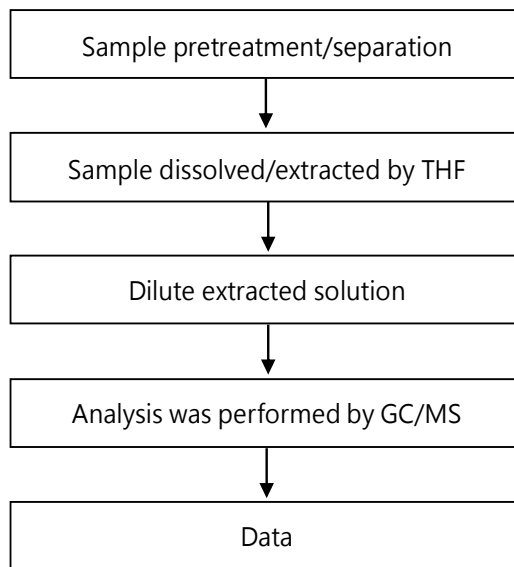 Sample pretreatment/separation
Sample dissolved/extracted by THF
Dilute extracted solution
Analysis was performed by GC/MS
Data